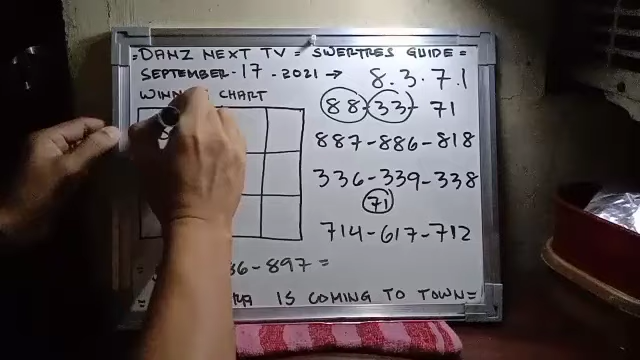 = DANZ NEXT TV = SWERTRES GUIDE =
SEPTEMBER - 17 - 2021 → 8.3.7.1
CHART
88 - 33 - 71
887 - 886 - 818
336 - 339 - 338
71
714 - 617 - 712
36 - 897 =
IS COMING TO TOWN =